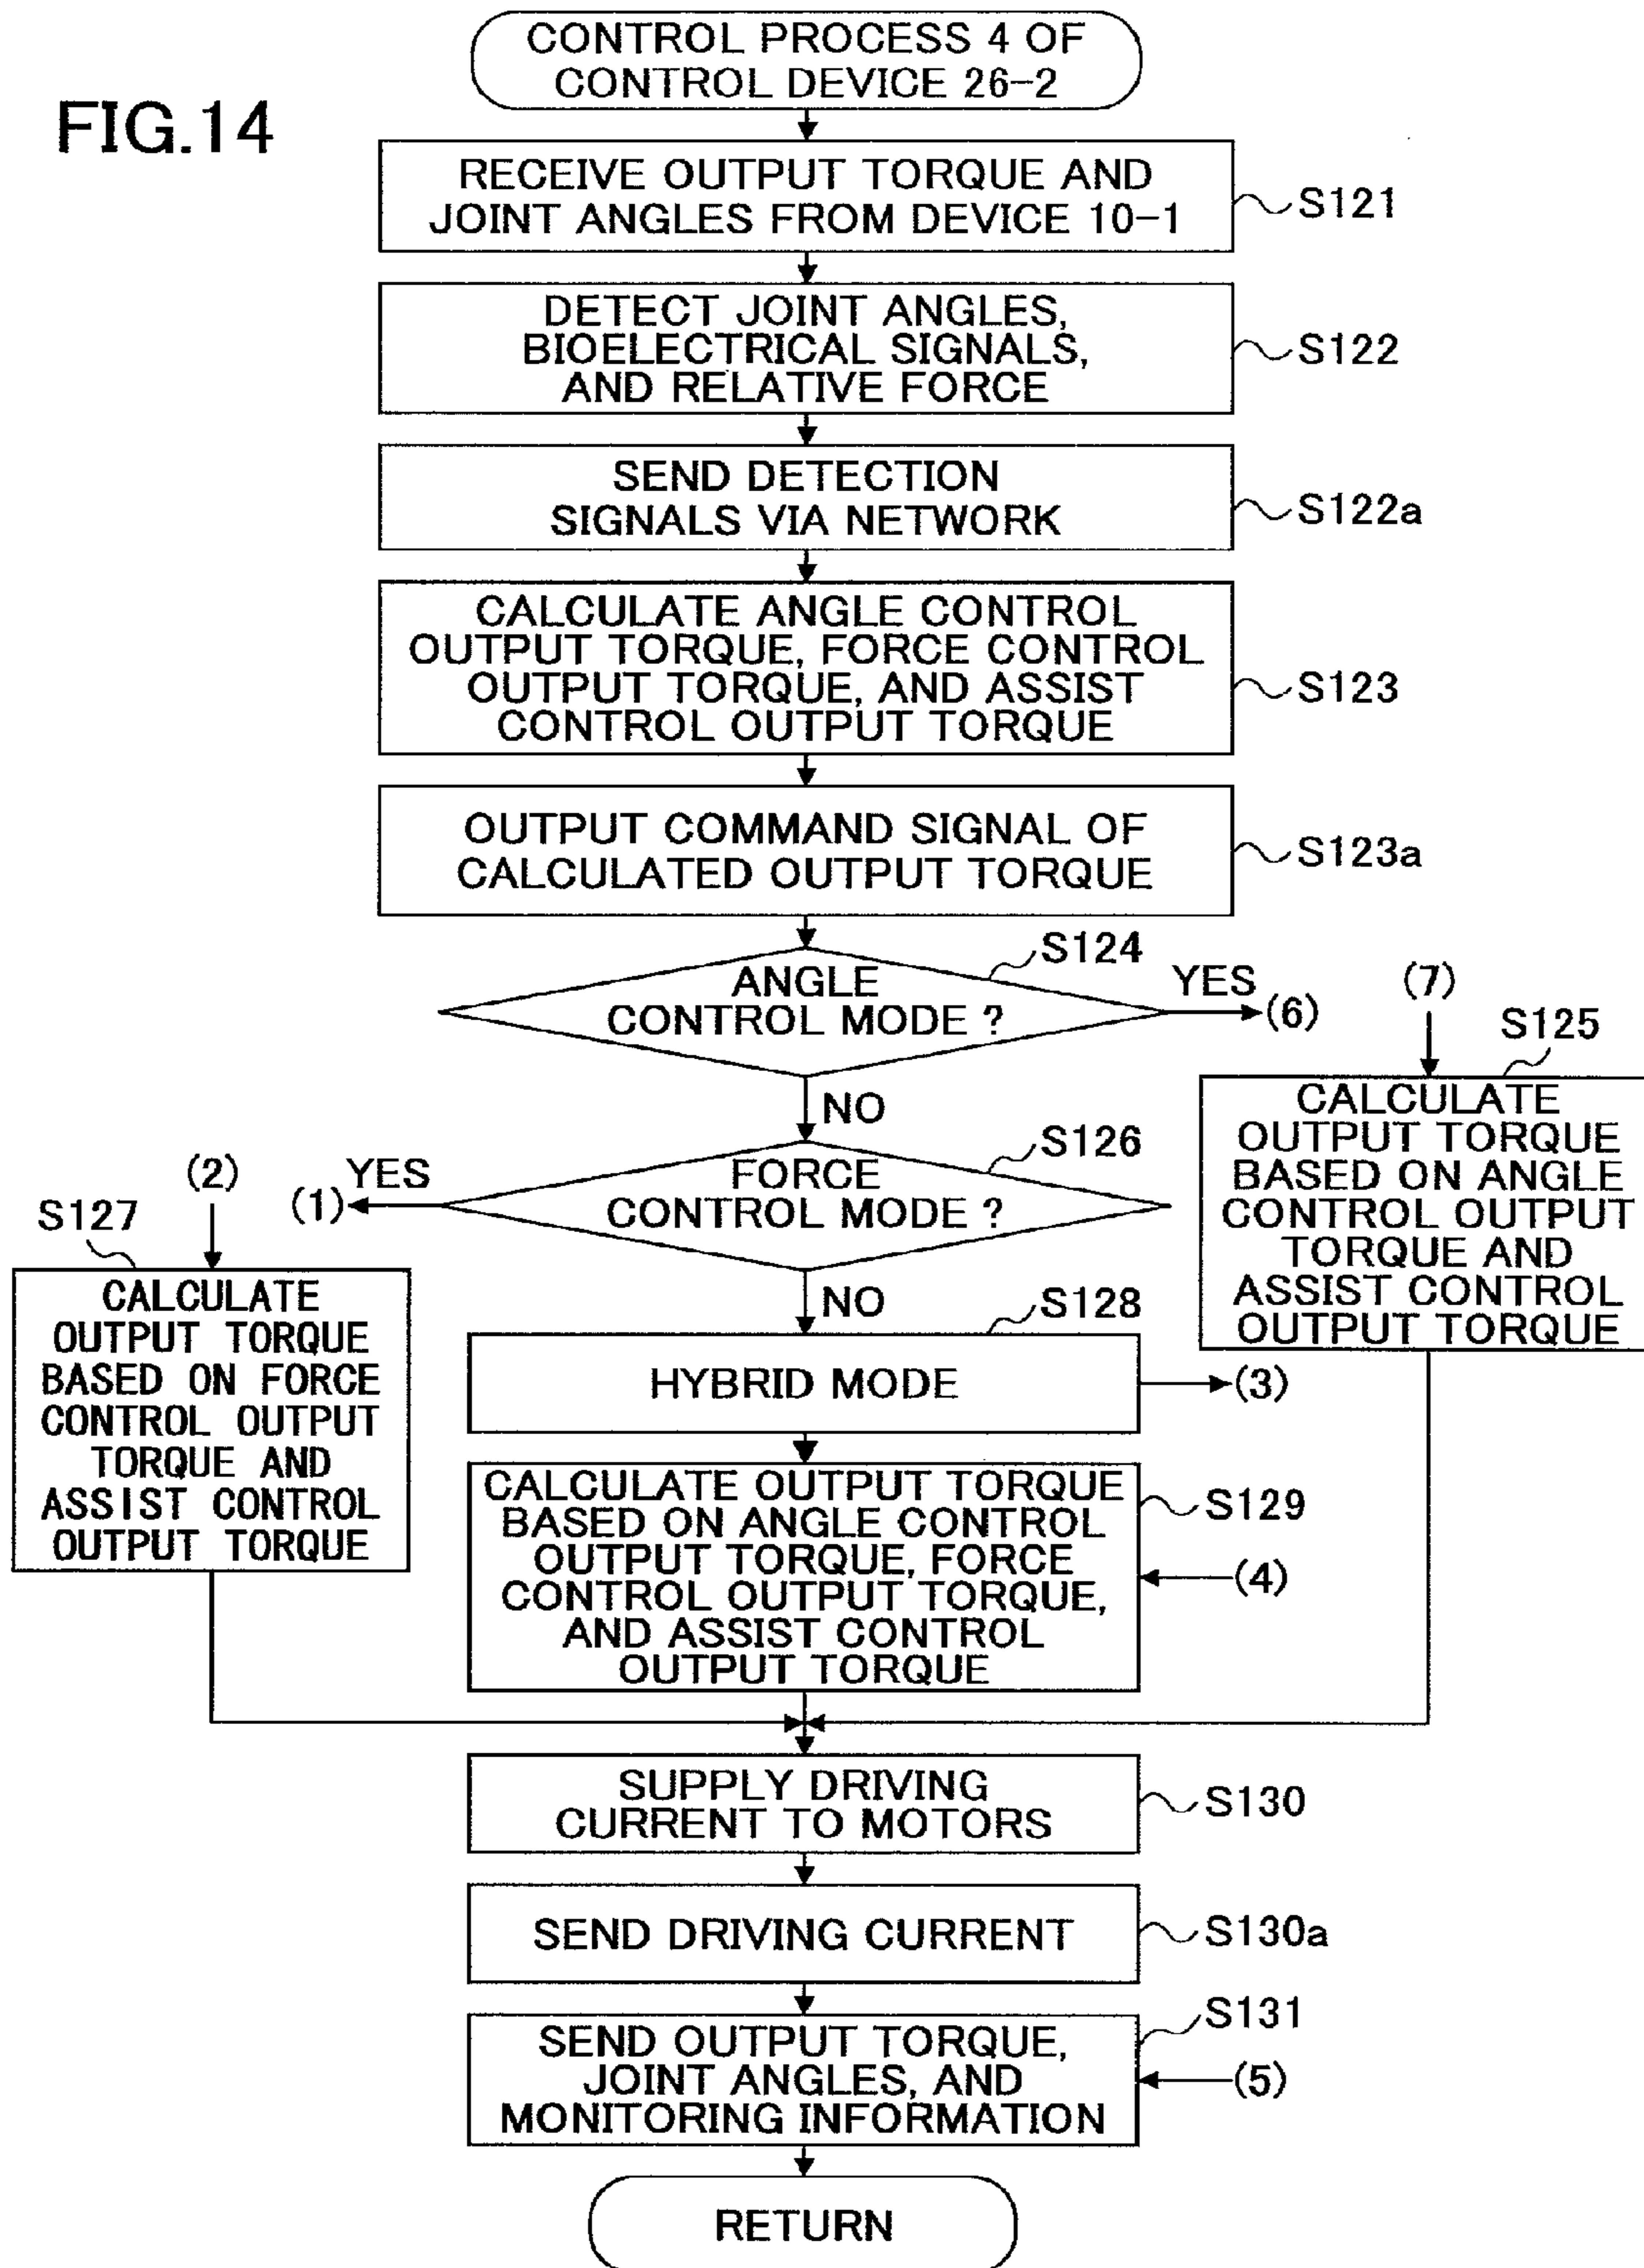 FIG.14
CONTROL PROCESS 4 OF
CONTROL DEVICE 26-2
RECEIVE OUTPUT TORQUE AND
JOINT ANGLES FROM DEVICE 10-1
S121
DETECT JOINT ANGLES,
BIOELECTRICAL SIGNALS,
AND RELATIVE FORCE
S122
SEND DETECTION
SIGNALS VIA NETWORK
S122a
CALCULATE ANGLE CONTROL
OUTPUT TORQUE, FORCE CONTROL
OUTPUT TORQUE, AND ASSIST
CONTROL OUTPUT TORQUE
S123
OUTPUT COMMAND SIGNAL OF
CALCULATED OUTPUT TORQUE
S123a
S124
ANGLE
CONTROL MODE ?
YES
(6)
NO
(7)
S125
CALCULATE
OUTPUT TORQUE
BASED ON ANGLE
CONTROL OUTPUT
TORQUE AND
ASSIST CONTROL
OUTPUT TORQUE
S126
FORCE
CONTROL MODE ?
YES
(1)
NO
(2)
S127
CALCULATE
OUTPUT TORQUE
BASED ON FORCE
CONTROL OUTPUT
TORQUE AND
ASSIST CONTROL
OUTPUT TORQUE
S128
HYBRID MODE
(3)
CALCULATE OUTPUT TORQUE
BASED ON ANGLE CONTROL
OUTPUT TORQUE, FORCE
CONTROL OUTPUT TORQUE,
AND ASSIST CONTROL
OUTPUT TORQUE
S129
(4)
SUPPLY DRIVING
CURRENT TO MOTORS
S130
SEND DRIVING CURRENT
S130a
S131
SEND OUTPUT TORQUE,
JOINT ANGLES, AND
MONITORING INFORMATION
(5)
RETURN